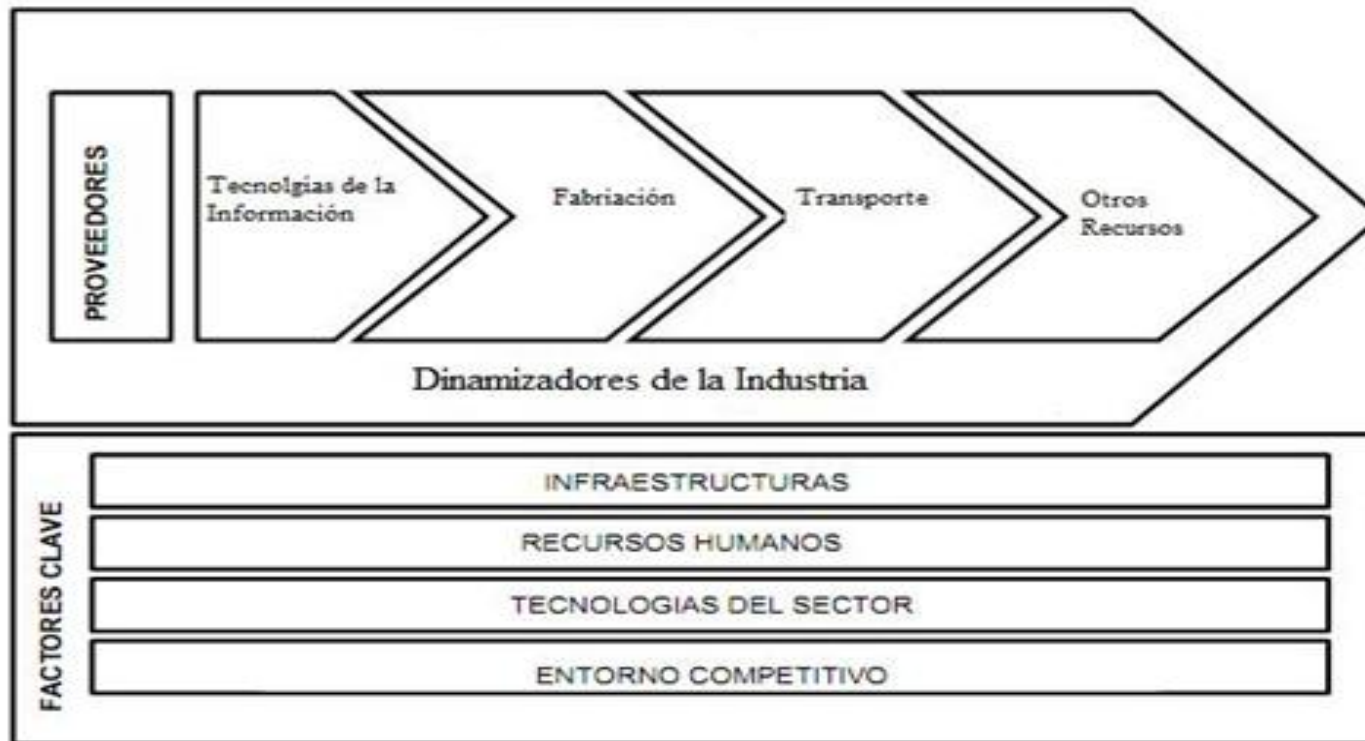 PROVEEDORES
Tecnolgias de la
Información
Fabriación
Transporte
Otros
Recursos
Dinamizadores de la Industria
FACTORES CLAVE
INFRAESTRUCTURAS
RECURSOS HUMANOS
TECNOLOGIAS DEL SECTOR
ENTORNO COMPETITIVO